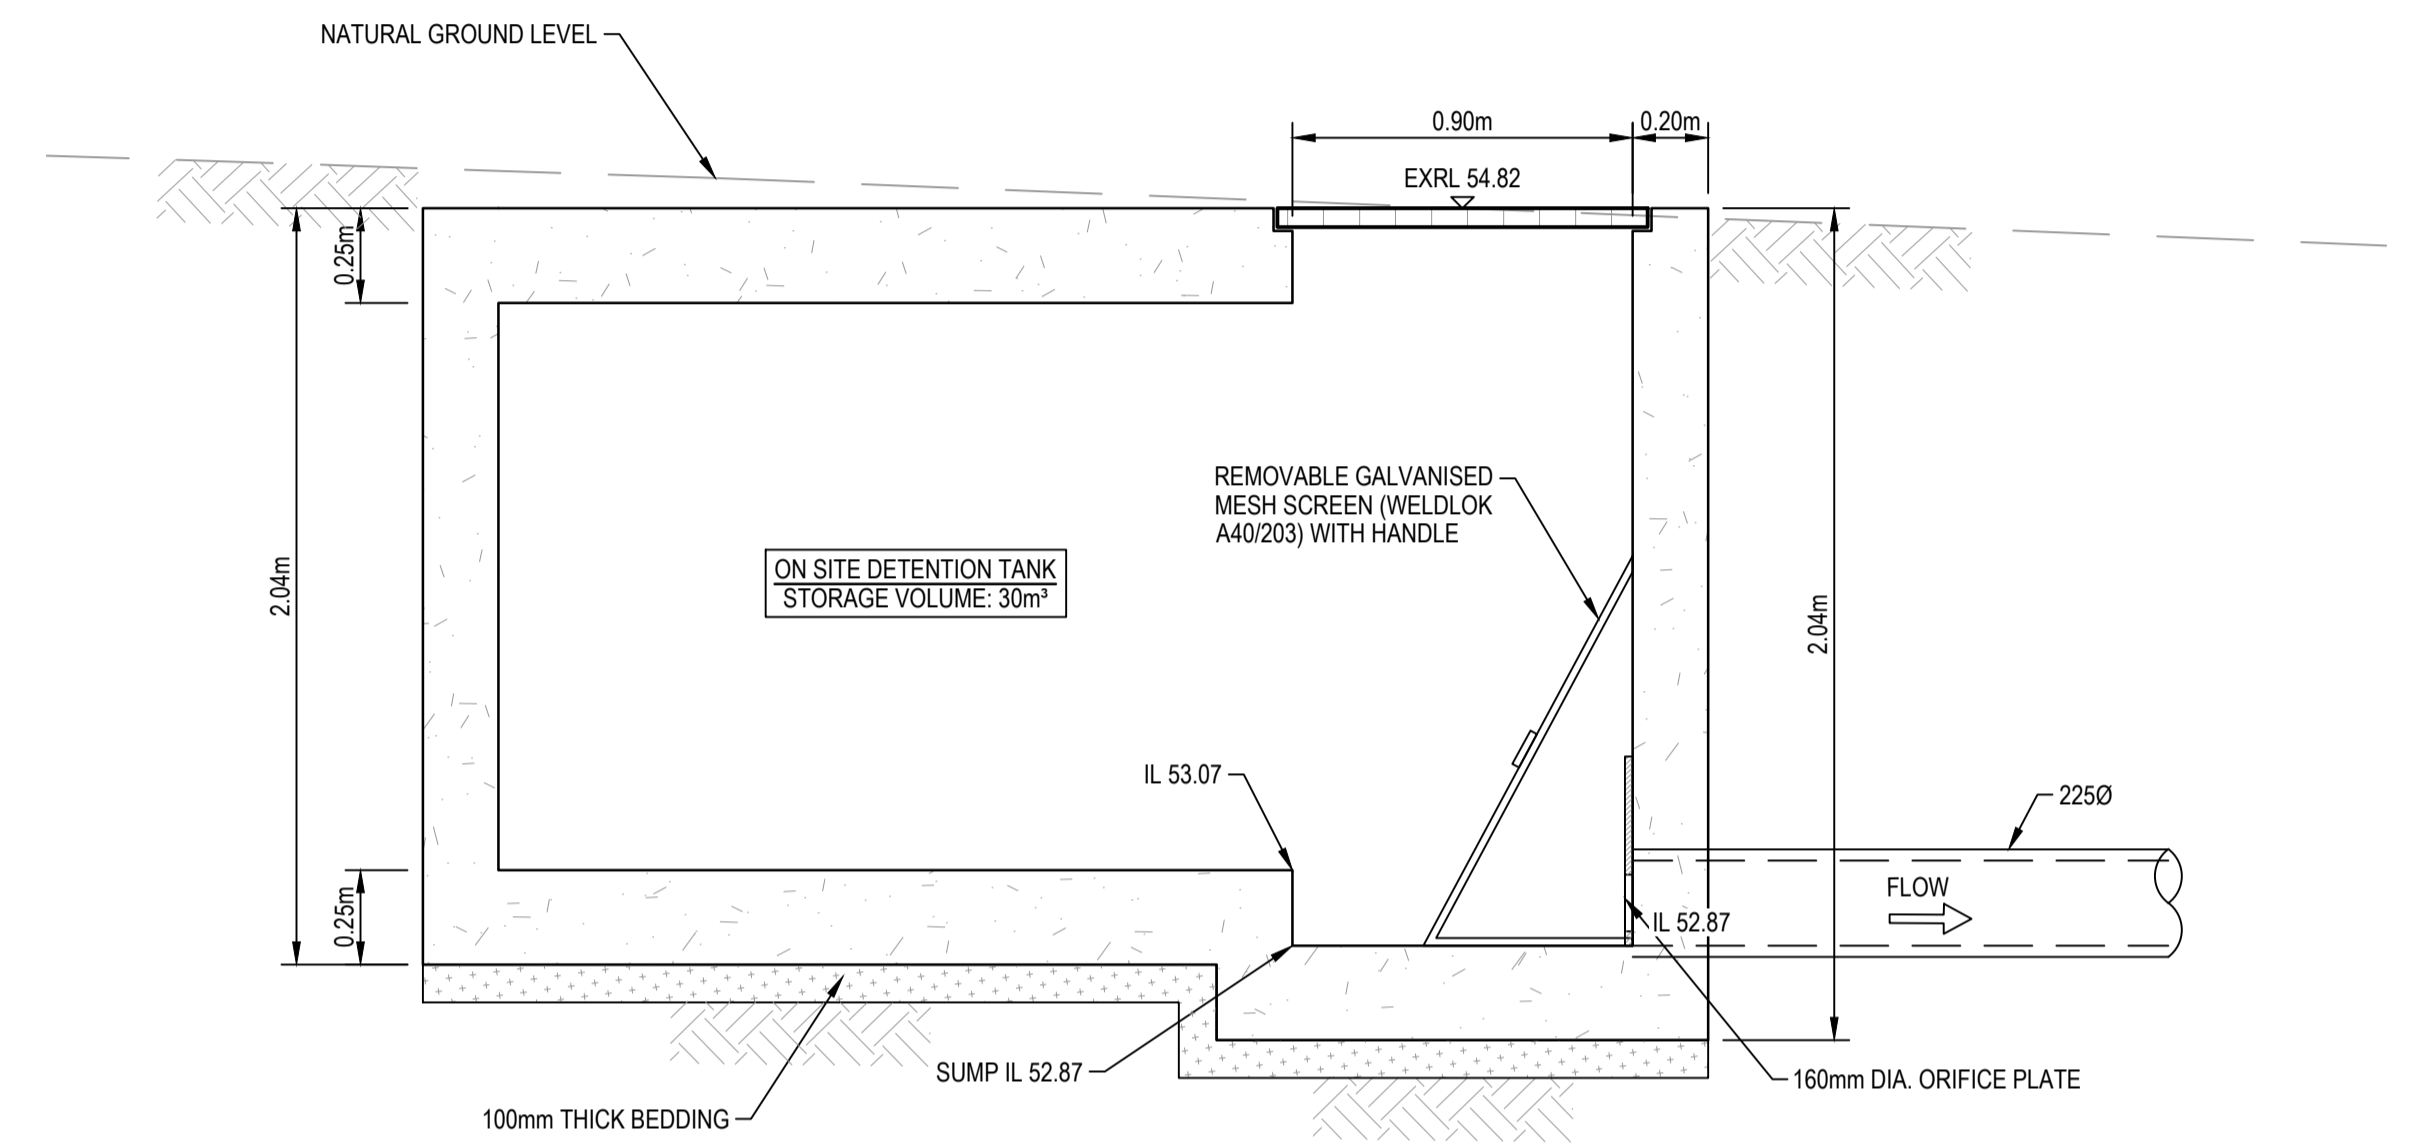 NATURAL GROUND LEVEL
0.90m
0.20m
EXRL 54.82
0.25m
REMOVABLE GALVANISED
MESH SCREEN (WELDLOK
A40/203) WITH HANDLE
2.04m
ON SITE DETENTION TANK
STORAGE VOLUME: 30m³
2.04m
IL 53.07
225Ø
0.25m
FLOW
IL 52.87
SUMP IL 52.87
160mm DIA. ORIFICE PLATE
100mm THICK BEDDING